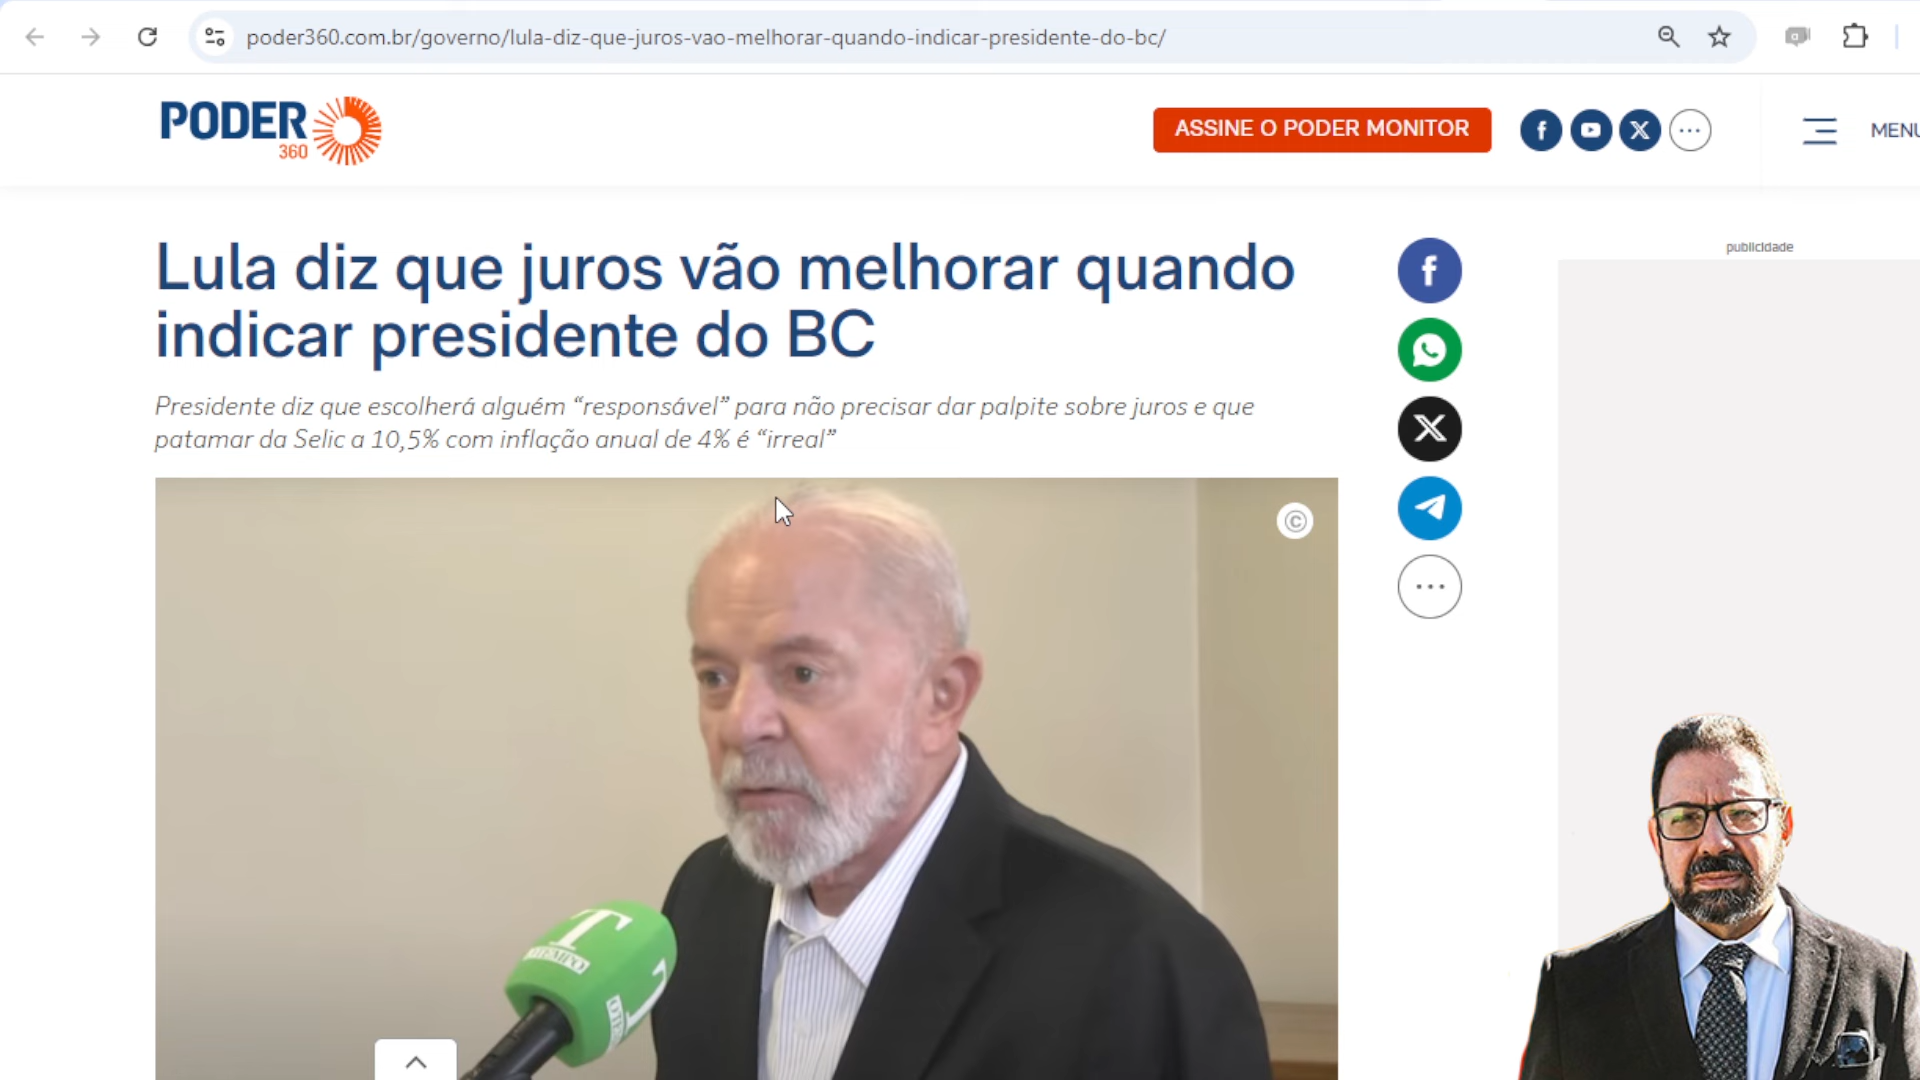 poder360.com.br/governo/lula-diz-que-juros-vao-melhorar-quando-indicar-presidente-do-bc/
PODER
360
ASSINE O PODER MONITOR
MENU
publicidade
Lula diz que juros vão melhorar quando
indicar presidente do BC
Presidente diz que escolherá alguém “responsável” para não precisar dar palpite sobre juros e que
patamar da Selic a 10,5% com inflação anual de 4% é “irreal”
©
T
O TEMPO